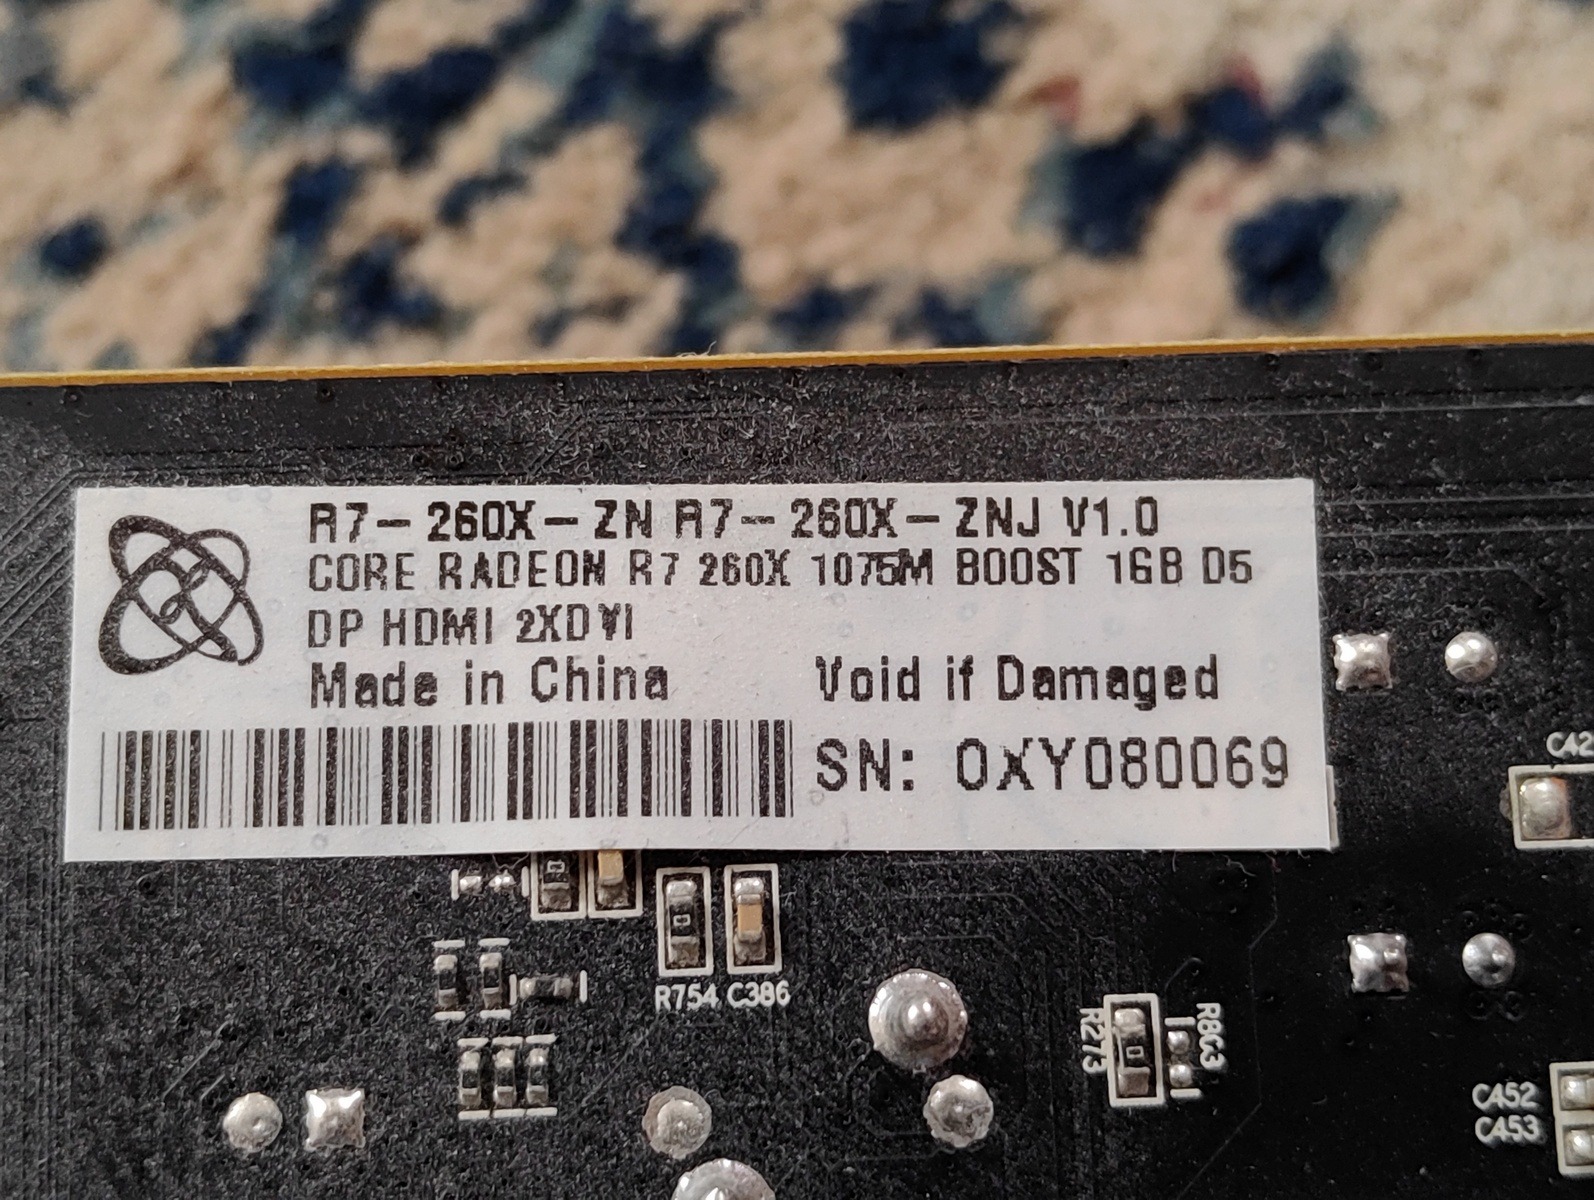 R7-260X-ZN R7-260X-ZNJ V1.0
CORE RADEON R7 260X 1075M BOOST 1GB D5
DP HDMI 2XDVI
Made in China
Void if Damaged
SN: 0XY080069
C42
R754 C386
R273
R863
C452
C453